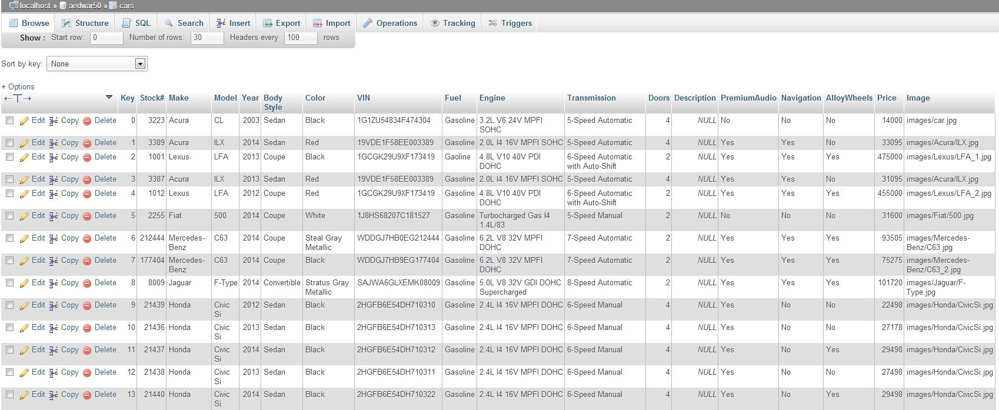 localhost » aedwar50 » cars
Browse Structure SQL Search Insert Export Import Operations Tracking Triggers
Show : Start row: 0 Number of rows: 30 Headers every 100 rows
Sort by key: None
+ Options
←T→ Key Stock# Make Model Year Body Style Color VIN Fuel Engine Transmission Doors Description PremiumAudio Navigation AlloyWheels Price Image
Edit Copy Delete 0 3223 Acura CL 2003 Sedan Black 1G1ZU54834F474304 Gasoline 3.2L V6 24V MPFI SOHC 5-Speed Automatic 4 NULL No No No 14000 images/car.jpg
Edit Copy Delete 1 3389 Acura ILX 2014 Sedan Red 19VDE1F58EE003389 Gasoline 2.0L I4 16V MPFI SOHC 5-Speed Automatic 4 NULL Yes Yes No 33095 images/Acura/ILX.jpg
Edit Copy Delete 2 1001 Lexus LFA 2013 Coupe Black 1GCGK29U9XF173419 Gaoline 4.8L V10 40V PDI DOHC 6-Speed Automatic with Auto-Shift 2 NULL Yes Yes Yes 475000 images/Lexus/LFA_1.jpg
Edit Copy Delete 3 3387 Acura ILX 2013 Sedan Red 19VDE1F58EE003389 Gasoline 2.0L I4 16V MPFI SOHC 5-Speed Automatic 4 NULL Yes Yes No 31095 images/Acura/ILX.jpg
Edit Copy Delete 4 1012 Lexus LFA 2012 Coupe Red 1GCGK29U9XF173419 Gasoline 4.8L V10 40V PDI DOHC 6-Speed Automatic with Auto-Shift 2 NULL Yes Yes Yes 455000 images/Lexus/LFA_2.jpg
Edit Copy Delete 5 2255 Fiat 500 2014 Coupe White 1J8HS68207C181527 Gasoline Turbocharged Gas I4 1.4L/83 5-Speed Manual 2 NULL No No No 31600 images/Fiat/500.jpg
Edit Copy Delete 6 212444 Mercedes-Benz C63 2014 Coupe Steal Gray Metallic WDDGJ7HB0EG212444 Gasoline 6.2L V8 32V MPFI DOHC 7-Speed Automatic 2 NULL Yes Yes Yes 93505 images/Mercedes-Benz/C63.jpg
Edit Copy Delete 7 177404 Mercedes-Benz C63 2014 Coupe Black WDDGJ7HB9EG177404 Gasoline 6.2L V8 32V MPFI DOHC 7-Speed Automatic 2 NULL Yes Yes Yes 75275 images/Mercedes-Benz/C63_2.jpg
Edit Copy Delete 8 8009 Jaguar F-Type 2014 Convertible Stratus Gray Metallic SAJWA6GLXEMK08009 Gasoline 5.0L V8 32V GDI DOHC Supercharged 8-Speed Automatic 2 NULL Yes Yes Yes 101720 images/Jaguar/F-Type.jpg
Edit Copy Delete 9 21439 Honda Civic Si 2012 Sedan Black 2HGFB6E54DH710310 Gasoline 2.4L I4 16V MPFI DOHC 6-Speed Manual 4 NULL Yes No No 22498 images/Honda/CivicSi.jpg
Edit Copy Delete 10 21436 Honda Civic Si 2013 Sedan Black 2HGFB6E54DH710313 Gasoline 2.4L I4 16V MPFI DOHC 6-Speed Manual 4 NULL Yes No No 27178 images/Honda/CivicSi.jpg
Edit Copy Delete 11 21437 Honda Civic Si 2014 Sedan Black 2HGFB6E54DH710312 Gasoline 2.4L I4 16V MPFI DOHC 6-Speed Manual 4 NULL Yes No Yes 29498 images/Honda/CivicSi.jpg
Edit Copy Delete 12 21438 Honda Civic Si 2013 Sedan Black 2HGFB6E54DH710311 Gasoline 2.4L I4 16V MPFI DOHC 6-Speed Manual 4 NULL Yes No No 27498 images/Honda/CivicSi.jpg
Edit Copy Delete 13 21440 Honda Civic Si 2014 Sedan Black 2HGFB6E54DH710322 Gasoline 2.4L I4 16V MPFI DOHC 6-Speed Manual 4 NULL Yes No Yes 29498 images/Honda/CivicSi.jpg